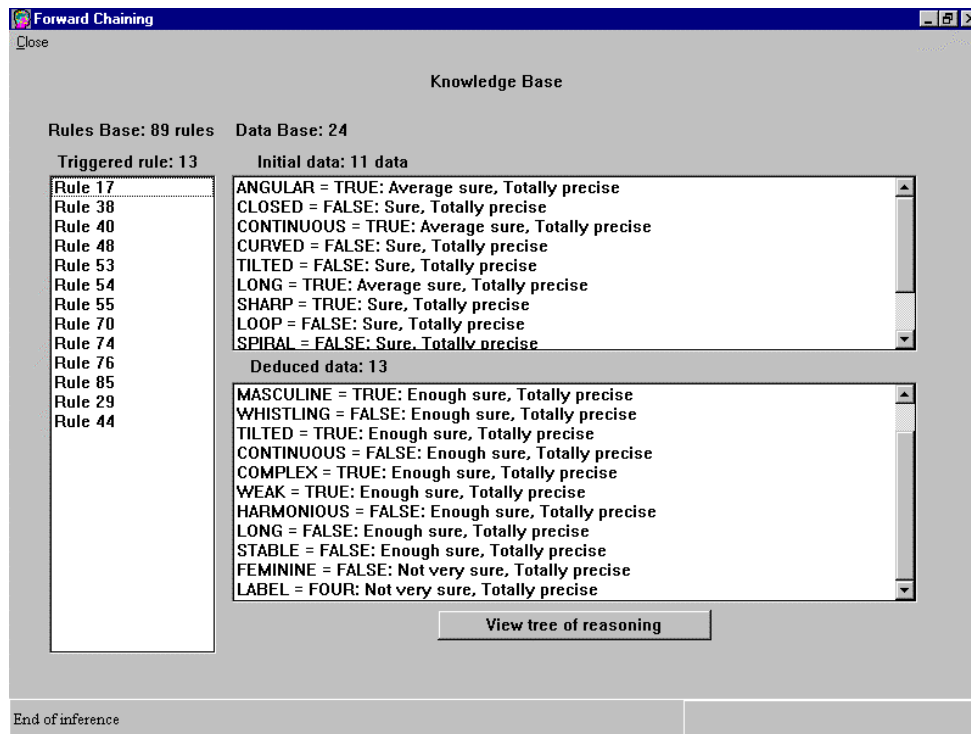 Forward Chaining
Close
Knowledge Base
Rules Base: 89 rules Data Base: 24
Triggered rule: 13 Initial data: 11 data
Rule 17
Rule 38
Rule 40
Rule 48
Rule 53
Rule 54
Rule 55
Rule 70
Rule 74
Rule 76
Rule 85
Rule 29
Rule 44
ANGULAR = TRUE: Average sure, Totally precise
CLOSED = FALSE: Sure, Totally precise
CONTINUOUS = TRUE: Average sure, Totally precise
CURVED = FALSE: Sure, Totally precise
TILTED = FALSE: Sure, Totally precise
LONG = TRUE: Average sure, Totally precise
SHARP = TRUE: Sure, Totally precise
LOOP = FALSE: Sure, Totally precise
SPIRAL = FALSE: Sure, Totally precise
Deduced data: 13
MASCULINE = TRUE: Enough sure, Totally precise
WHISTLING = FALSE: Enough sure, Totally precise
TILTED = TRUE: Enough sure, Totally precise
CONTINUOUS = FALSE: Enough sure, Totally precise
COMPLEX = TRUE: Enough sure, Totally precise
WEAK = TRUE: Enough sure, Totally precise
HARMONIOUS = FALSE: Enough sure, Totally precise
LONG = FALSE: Enough sure, Totally precise
STABLE = FALSE: Enough sure, Totally precise
FEMININE = FALSE: Not very sure, Totally precise
LABEL = FOUR: Not very sure, Totally precise
View tree of reasoning
End of inference